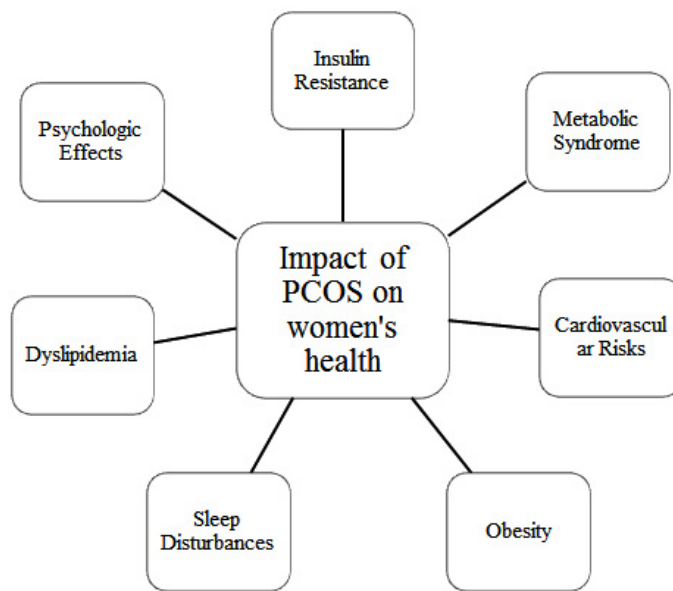 Insulin
Resistance
Psychologic
Effects
Metabolic
Syndrome
Impact of
PCOS on
women's
health
Dyslipidemia
Cardiovascul
ar Risks
Sleep
Disturbances
Obesity